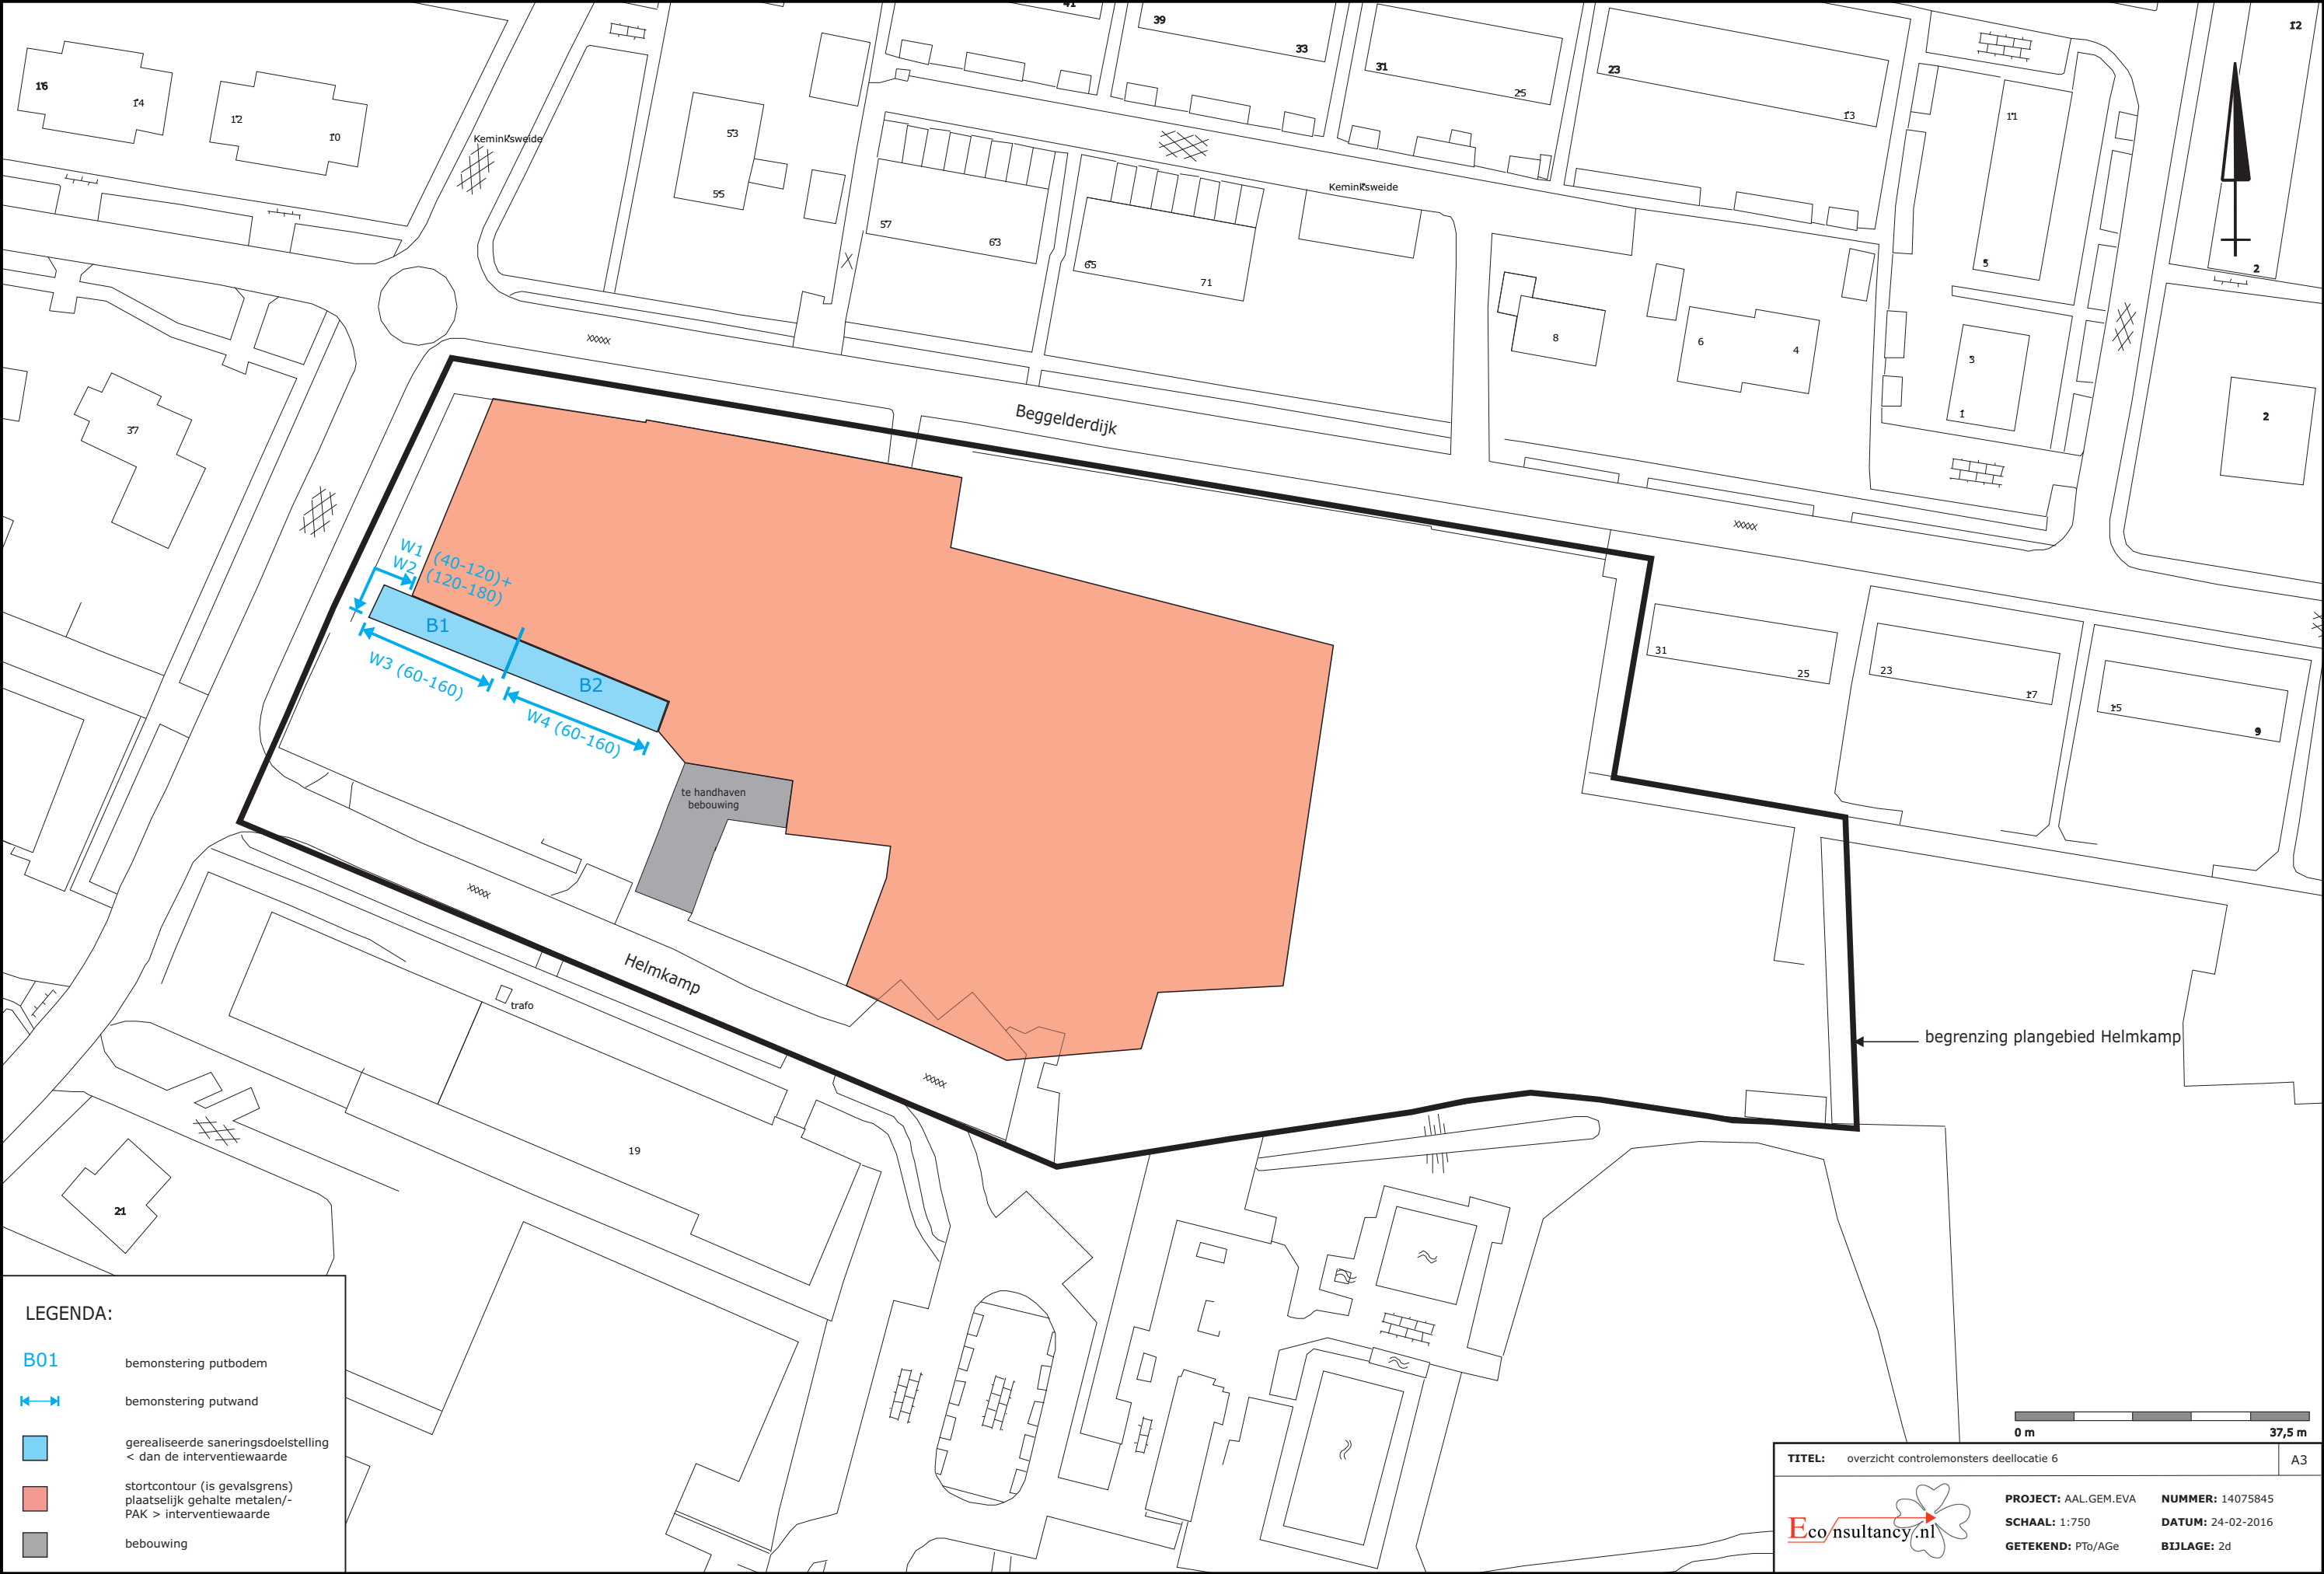 41
39
33
31
25
23
13
12
16
14
12
10
Keminksweide
53
55
11
5
2
57
63
Keminksweide
65
71
8
6
4
3
1
2
37
Beggelderdijk
W1 (40-120)+
W2 (120-180)
B1
W3 (60-160)
B2
W4 (60-160)
31
25
23
17
15
9
te handhaven
bebouwing
Helmkamp
trafo
begrenzing plangebied Helmkamp
19
21
LEGENDA:
B01 bemonstering putbodem
bemonstering putwand
gerealiseerde saneringsdoelstelling
< dan de interventiewaarde
stortcontour (is gevalsgrens)
plaatselijk gehalte metalen/-
PAK > interventiewaarde
bebouwing
0 m 37,5 m
TITEL: overzicht controlemonsters deellocatie 6 A3
Econsultancy.nl
PROJECT: AAL.GEM.EVA NUMMER: 14075845
SCHAAL: 1:750 DATUM: 24-02-2016
GETEKEND: PTo/AGe BIJLAGE: 2d